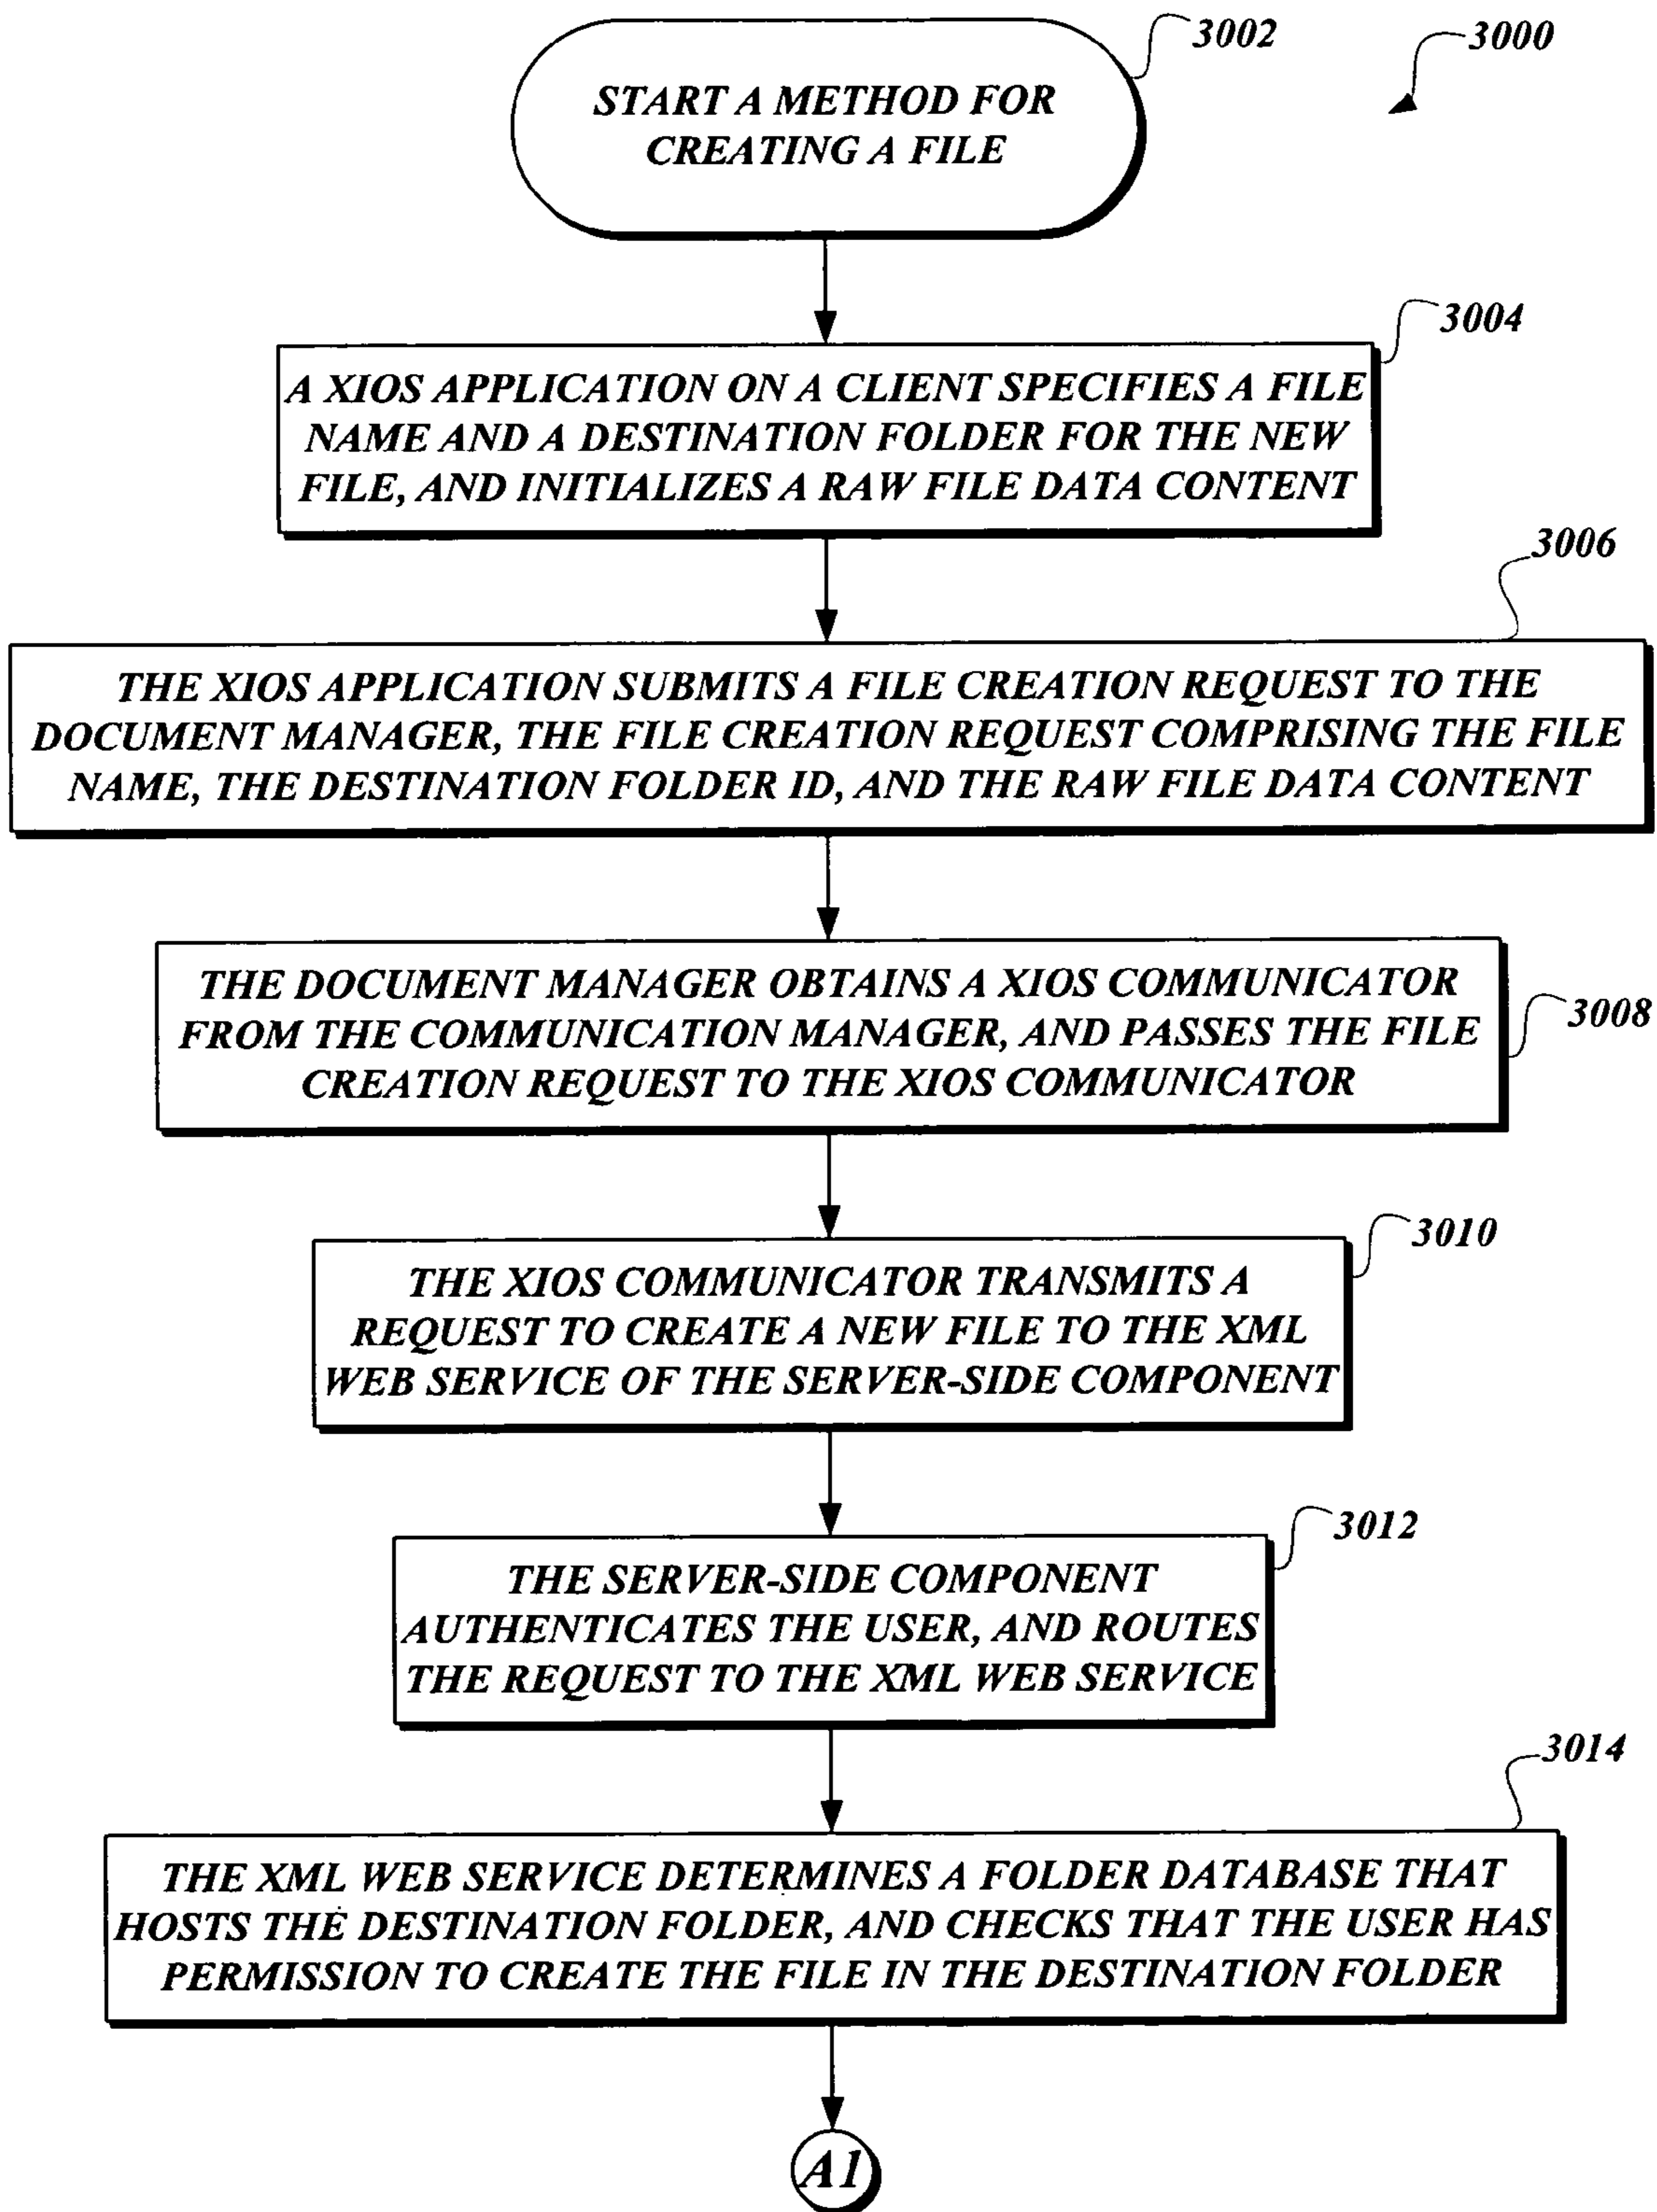 3002
3000
START A METHOD FOR
CREATING A FILE
3004
A XIOS APPLICATION ON A CLIENT SPECIFIES A FILE
NAME AND A DESTINATION FOLDER FOR THE NEW
FILE, AND INITIALIZES A RAW FILE DATA CONTENT
3006
THE XIOS APPLICATION SUBMITS A FILE CREATION REQUEST TO THE
DOCUMENT MANAGER, THE FILE CREATION REQUEST COMPRISING THE FILE
NAME, THE DESTINATION FOLDER ID, AND THE RAW FILE DATA CONTENT
THE DOCUMENT MANAGER OBTAINS A XIOS COMMUNICATOR
FROM THE COMMUNICATION MANAGER, AND PASSES THE FILE
CREATION REQUEST TO THE XIOS COMMUNICATOR
3008
3010
THE XIOS COMMUNICATOR TRANSMITS A
REQUEST TO CREATE A NEW FILE TO THE XML
WEB SERVICE OF THE SERVER-SIDE COMPONENT
3012
THE SERVER-SIDE COMPONENT
AUTHENTICATES THE USER, AND ROUTES
THE REQUEST TO THE XML WEB SERVICE
3014
THE XML WEB SERVICE DETERMINES A FOLDER DATABASE THAT
HOSTS THE DESTINATION FOLDER, AND CHECKS THAT THE USER HAS
PERMISSION TO CREATE THE FILE IN THE DESTINATION FOLDER
A1